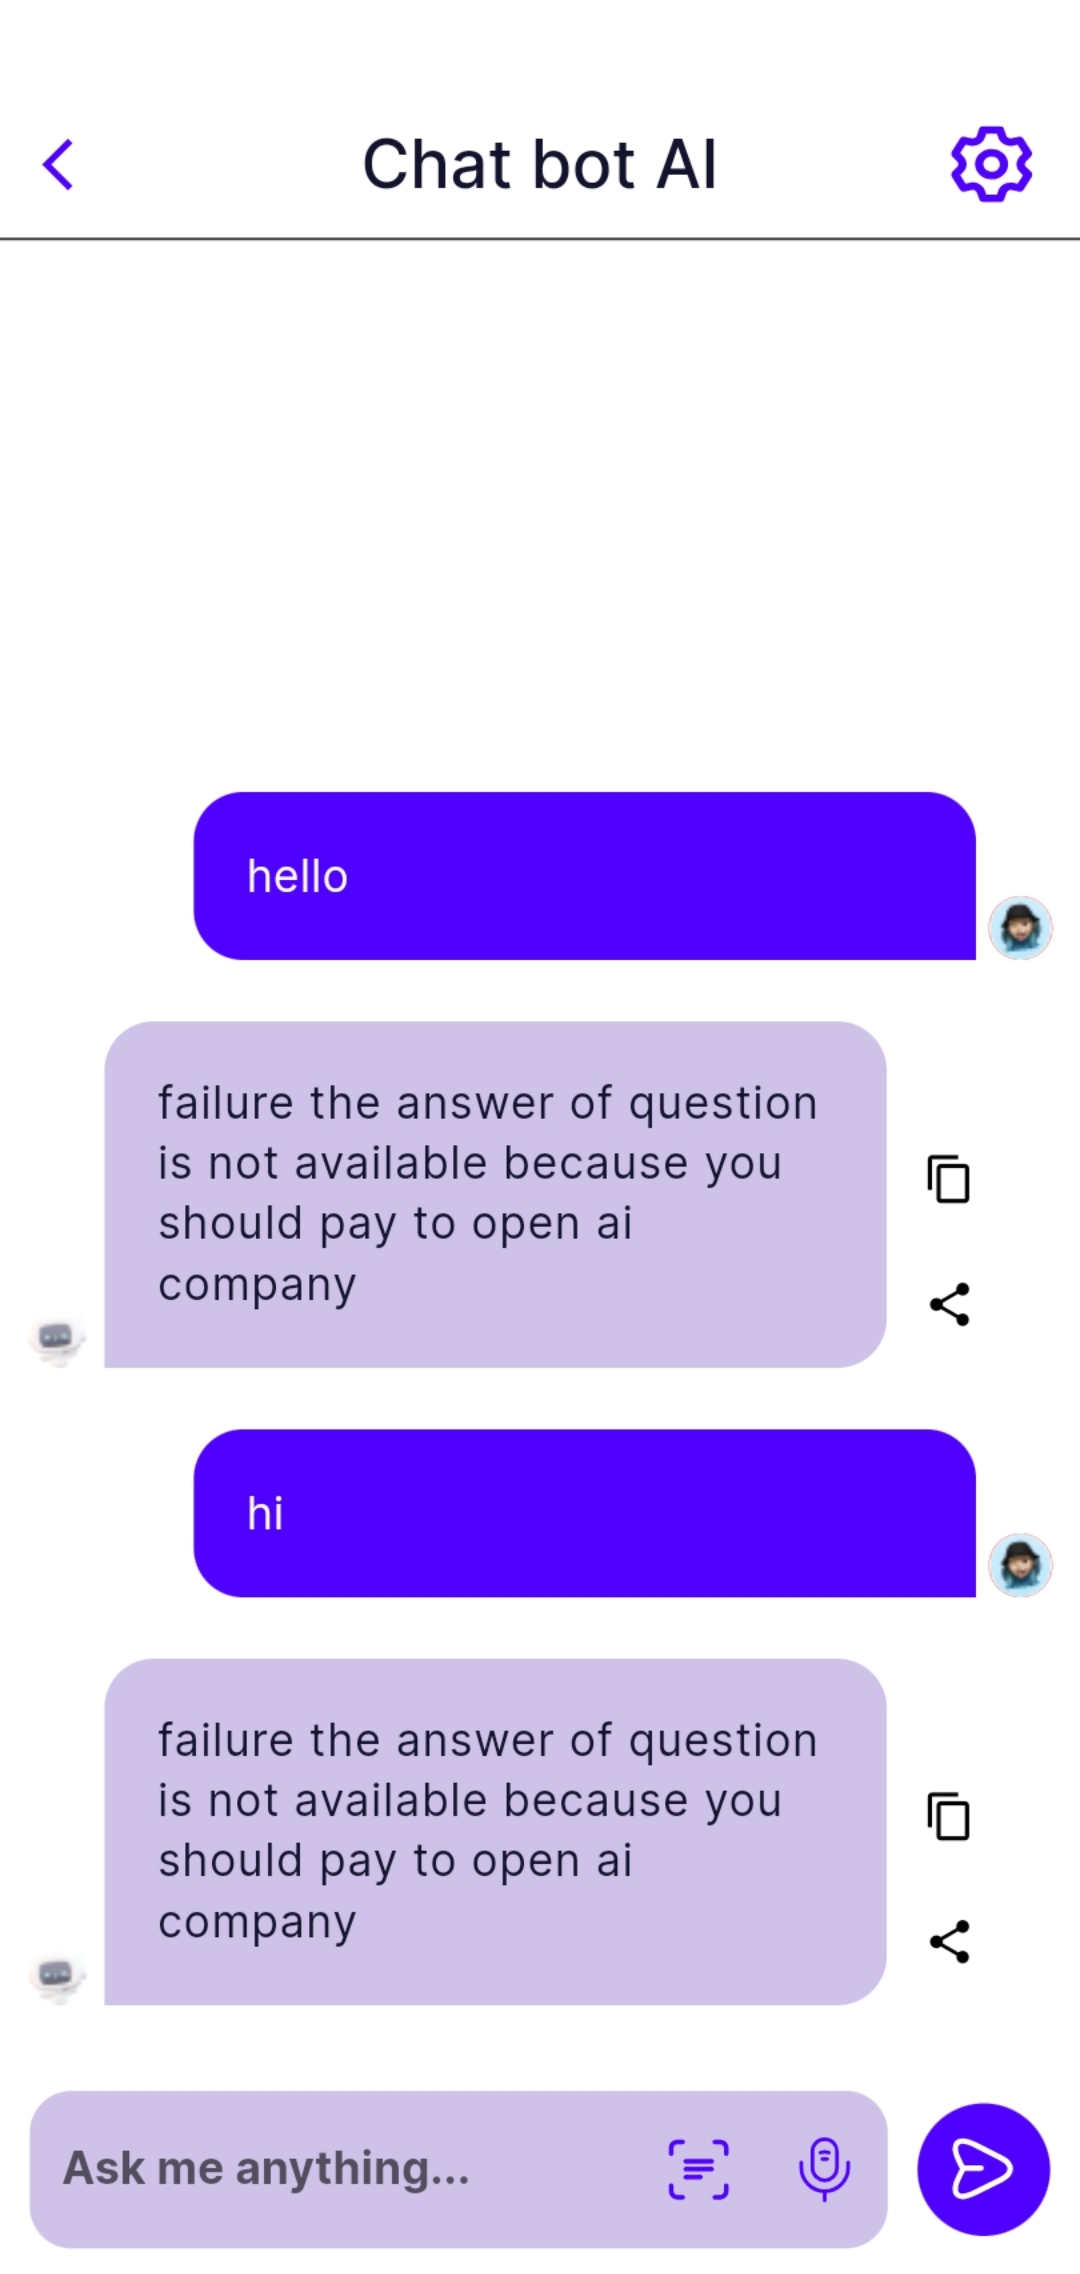 Chat bot AI
hello
failure the answer of question
is not available because you
should pay to open ai
company
hi
failure the answer of question
is not available because you
should pay to open ai
company
Ask me anything...